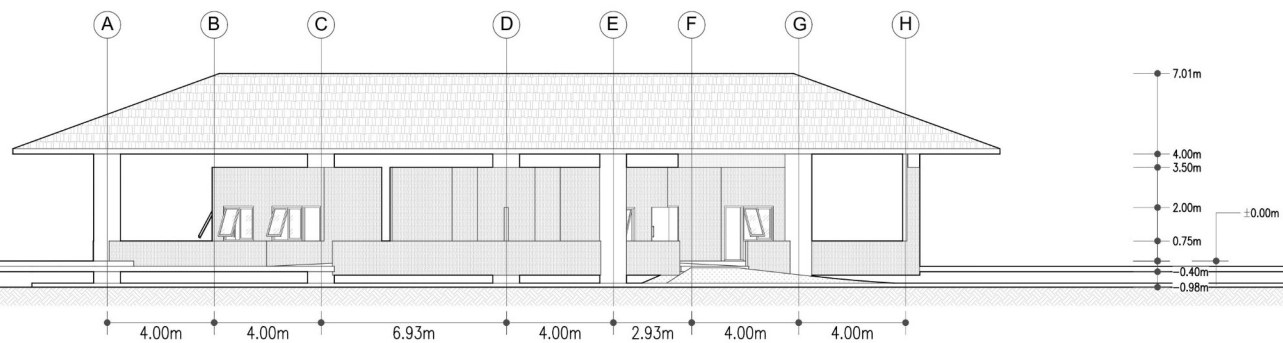 A B C D E F G H
7.01m
4.00m
3.50m
2.00m
±0.00m
0.75m
-0.40m
-0.98m
4.00m 4.00m 6.93m 4.00m 2.93m 4.00m 4.00m